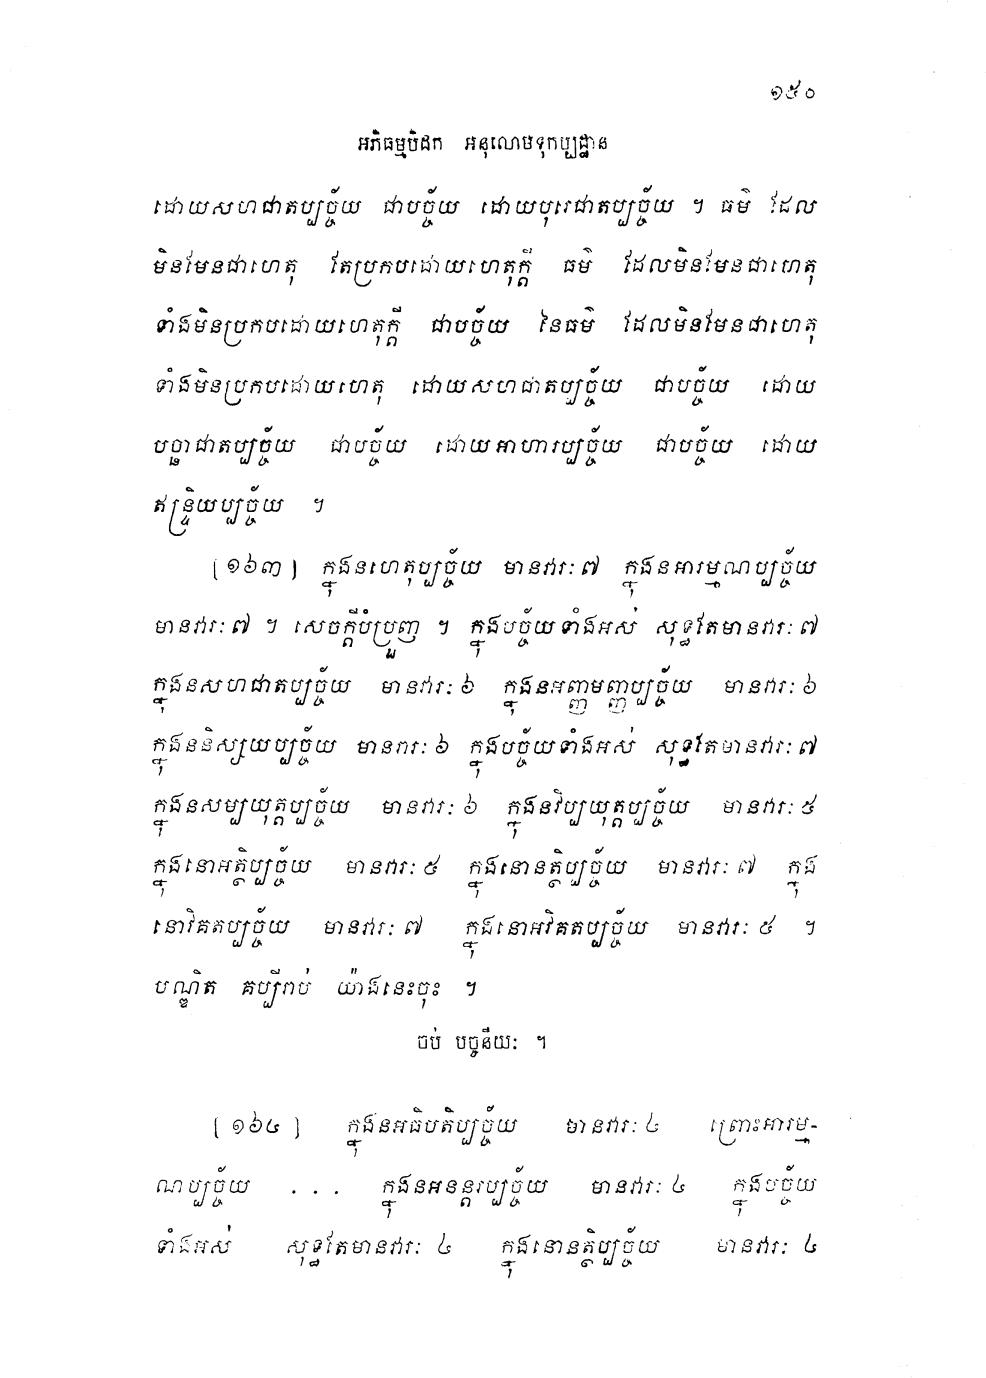 ១៥០
អភិធម្មបិដក អនុលោមទុកប្បដ្ឋាន
ដោយសហជាតប្បច្ច័យ ជាបច្ច័យ ដោយបុរេជាតប្បច្ច័យ ។ ធម៌ ដែល
មិនមែនជាហេតុ តែប្រកបដោយហេតុក្តី ធម៌ ដែលមិនមែនជាហេតុ
ទាំងមិនប្រកបដោយហេតុក្តី ជាបច្ច័យ នៃធម៌ ដែលមិនមែនជាហេតុ
ទាំងមិនប្រកបដោយហេតុ ដោយសហជាតប្បច្ច័យ ជាបច្ច័យ ដោយ
បច្ឆាជាតប្បច្ច័យ ជាបច្ច័យ ដោយអាហារប្បច្ច័យ ជាបច្ច័យ ដោយ
ឥន្ទ្រិយប្បច្ច័យ ។
[១៦៣] ក្នុងនហេតុប្បច្ច័យ មានវារៈ ៧ ក្នុងនអារម្មណប្បច្ច័យ
មានវារៈ ៧ ។ សេចក្តីបំប្រួញ ។ ក្នុងបច្ច័យទាំងអស់ សុទ្ធតែមានវារៈ ៧
ក្នុងនសហជាតប្បច្ច័យ មានវារៈ ៦ ក្នុងនអញ្ញមញ្ញប្បច្ច័យ មានវារៈ ៦
ក្នុងននិស្សយប្បច្ច័យ មានវារៈ ៦ ក្នុងបច្ច័យទាំងអស់ សុទ្ធតែមានវារៈ ៧
ក្នុងនសម្បយុត្តប្បច្ច័យ មានវារៈ ៦ ក្នុងនវិប្បយុត្តប្បច្ច័យ មានវារៈ ៥
ក្នុងនោអត្ថិប្បច្ច័យ មានវារៈ ៥ ក្នុងនោនត្ថិប្បច្ច័យ មានវារៈ ៧ ក្នុង
នោវិគតប្បច្ច័យ មានវារៈ ៧ ក្នុងនោអវិគតប្បច្ច័យ មានវារៈ ៥ ។
បណ្ឌិត គប្បីរាប់ យ៉ាងនេះចុះ ។
ចប់ បច្ចនីយៈ ។
[១៦៤] ក្នុងនអធិបតិប្បច្ច័យ មានវារៈ ៤ ព្រោះអារម្ម-
ណប្បច្ច័យ ... ក្នុងនអនន្តរប្បច្ច័យ មានវារៈ ៤ ក្នុងបច្ច័យ
ទាំងអស់ សុទ្ធតែមានវារៈ ៤ ក្នុងនោនត្ថិប្បច្ច័យ មានវារៈ ៤